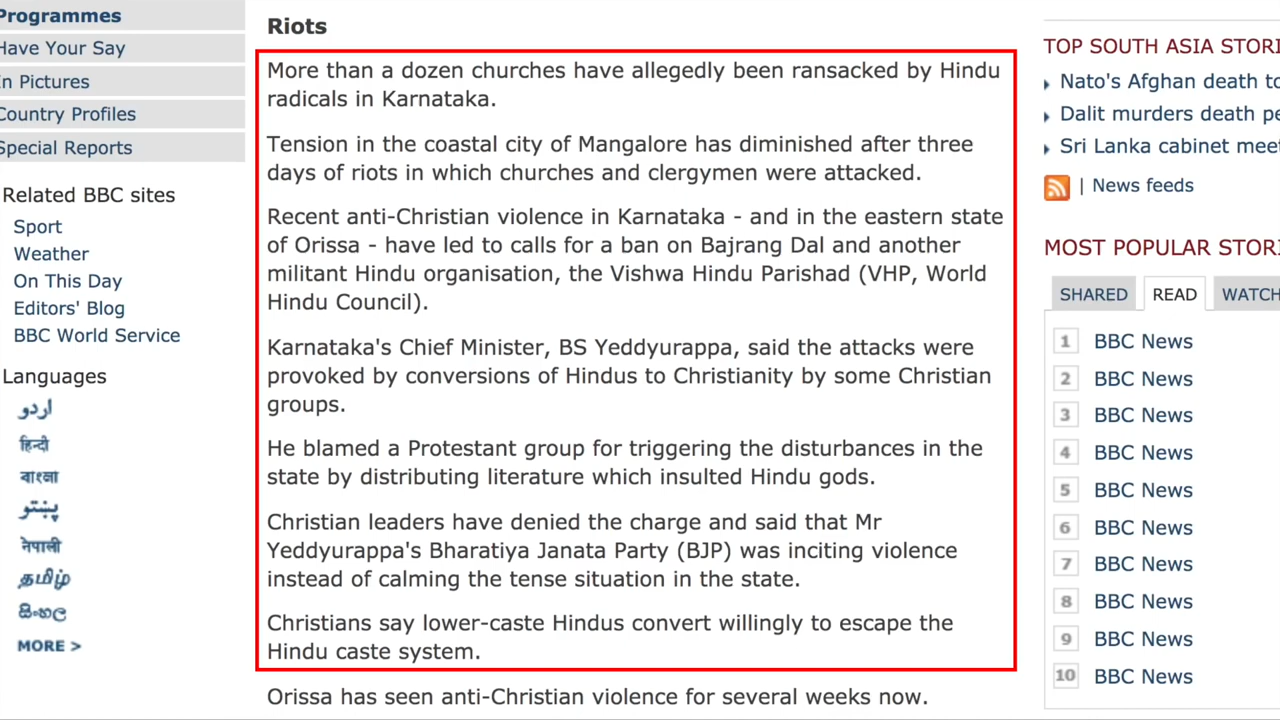 Programmes
Have Your Say
In Pictures
Country Profiles
Special Reports
Related BBC sites
Sport
Weather
On This Day
Editors' Blog
BBC World Service
Languages
اردو
हिन्दी
বাংলা
پښتو
नेपाली
தமிழ்
සිංහල
MORE >
Riots
More than a dozen churches have allegedly been ransacked by Hindu
radicals in Karnataka.
Tension in the coastal city of Mangalore has diminished after three
days of riots in which churches and clergymen were attacked.
Recent anti-Christian violence in Karnataka - and in the eastern state
of Orissa - have led to calls for a ban on Bajrang Dal and another
militant Hindu organisation, the Vishwa Hindu Parishad (VHP, World
Hindu Council).
Karnataka's Chief Minister, BS Yeddyurappa, said the attacks were
provoked by conversions of Hindus to Christianity by some Christian
groups.
He blamed a Protestant group for triggering the disturbances in the
state by distributing literature which insulted Hindu gods.
Christian leaders have denied the charge and said that Mr
Yeddyurappa's Bharatiya Janata Party (BJP) was inciting violence
instead of calming the tense situation in the state.
Christians say lower-caste Hindus convert willingly to escape the
Hindu caste system.
Orissa has seen anti-Christian violence for several weeks now.
TOP SOUTH ASIA STORI
Nato's Afghan death to
Dalit murders death pe
Sri Lanka cabinet meet
| News feeds
MOST POPULAR STORI
SHARED READ WATCH
1 BBC News
2 BBC News
3 BBC News
4 BBC News
5 BBC News
6 BBC News
7 BBC News
8 BBC News
9 BBC News
10 BBC News